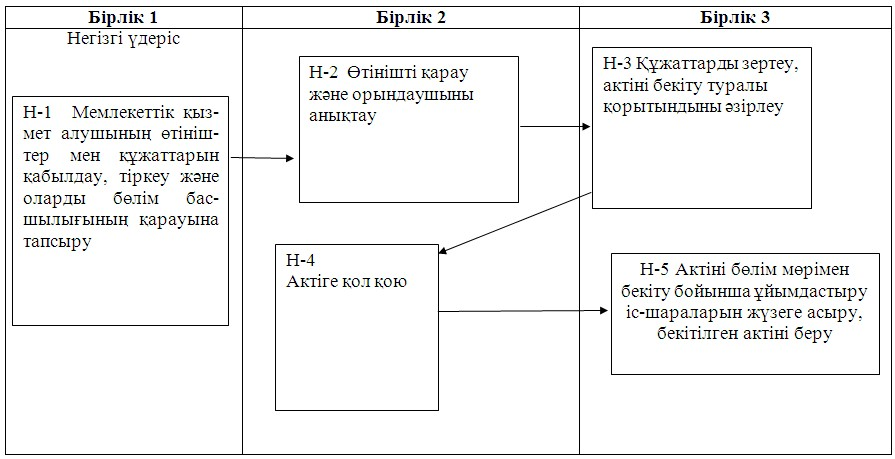 Бірлік 1
Бірлік 2
Бірлік 3
Негізгі үдеріс
Н-1 Мемлекеттік қыз-
мет алушының өтініш-
тер мен құжаттарын
қабылдау, тіркеу және
оларды бөлім бас-
шылығының қарауына
тапсыру
Н-2 Өтінішті қарау
және орындаушыны
анықтау
Н-3 Құжаттарды зертеу,
актіні бекіту туралы
қорытындыны әзірлеу
Н-4
Актіге қол қою
Н-5 Актіні бөлім мөрімен
бекіту бойынша ұйымдастыру
іс-шараларын жүзеге асыру,
бекітілген актіні беру